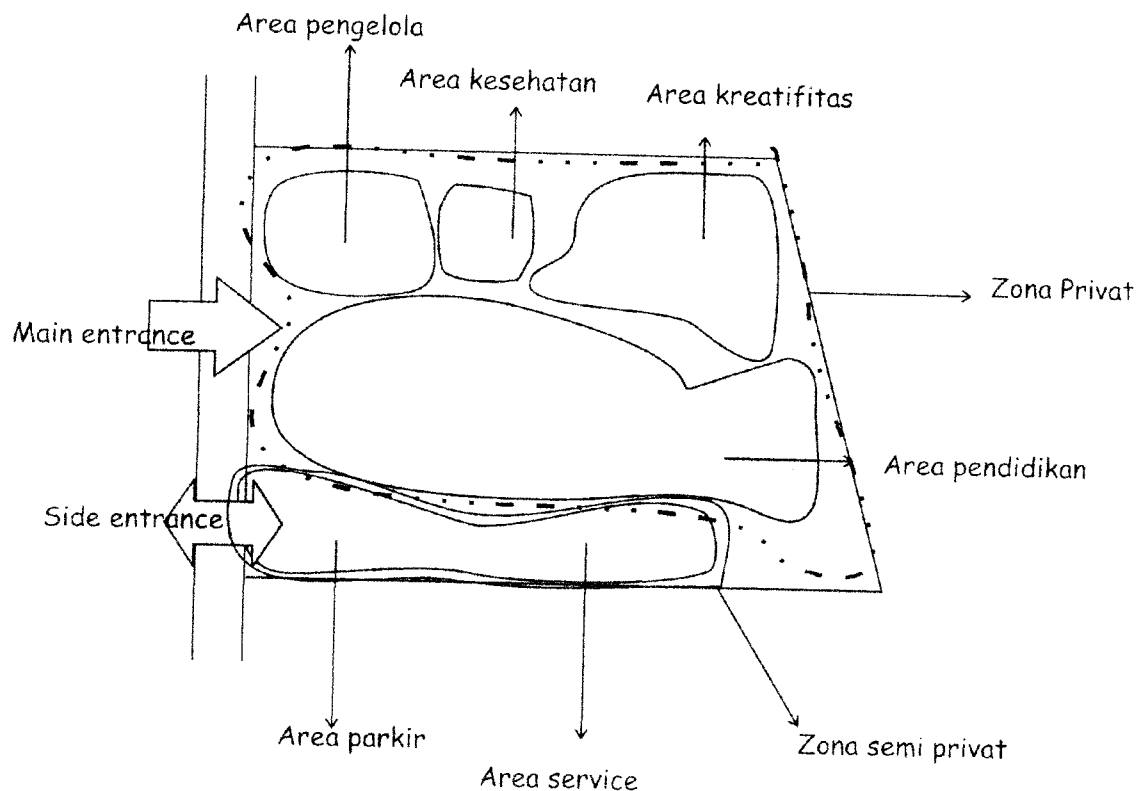 Area pengelola
Area kesehatan
Area kreatifitas
Zona Privat
Main entrance
Area pendidikan
Side entrance
Area parkir
Zona semi privat
Area service